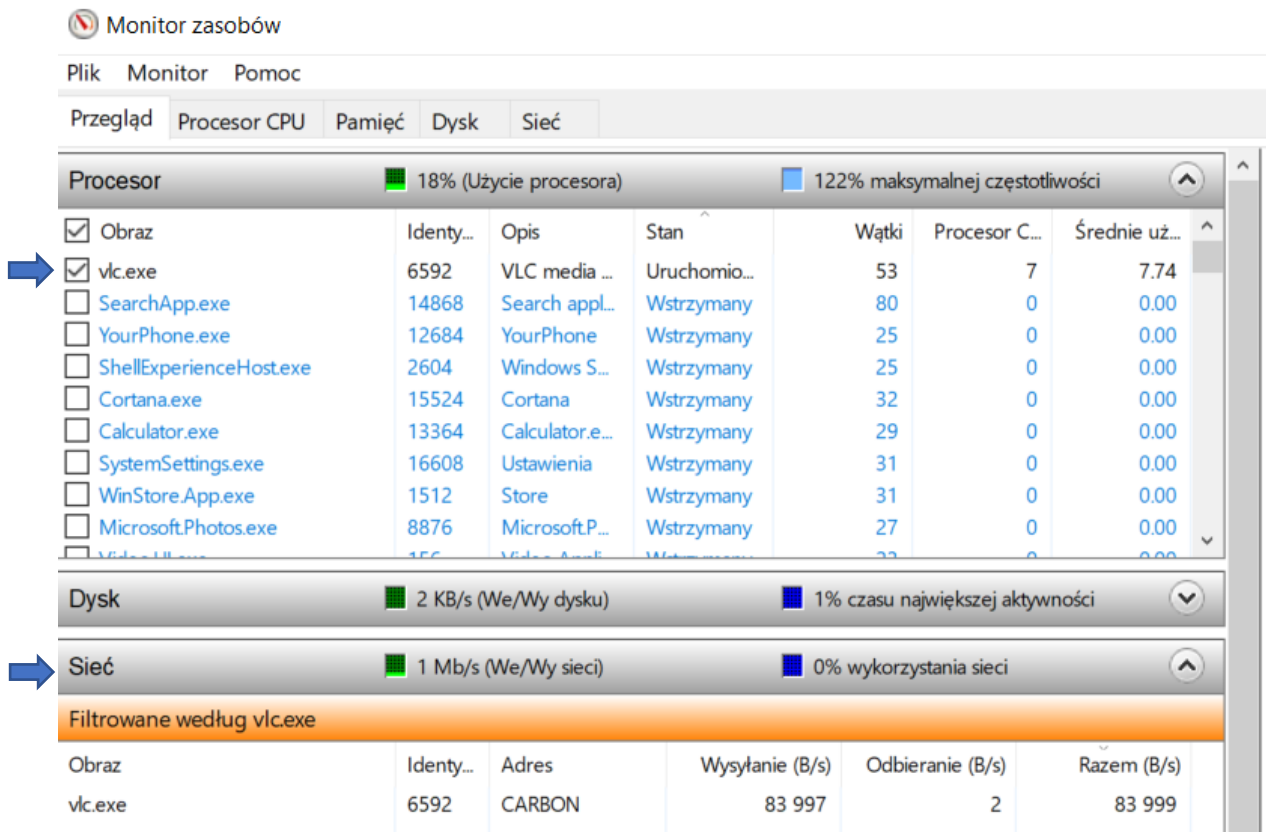 Monitor zasobów
Plik Monitor Pomoc
Przegląd Procesor CPU Pamięć Dysk Sieć
Procesor 18% (Użycie procesora) 122% maksymalnej częstotliwości
Obraz Identy... Opis Stan Wątki Procesor C... Średnie uż...
vlc.exe 6592 VLC media ... Uruchomio... 53 7 7.74
SearchApp.exe 14868 Search appl... Wstrzymany 80 0 0.00
YourPhone.exe 12684 YourPhone Wstrzymany 25 0 0.00
ShellExperienceHost.exe 2604 Windows S... Wstrzymany 25 0 0.00
Cortana.exe 15524 Cortana Wstrzymany 32 0 0.00
Calculator.exe 13364 Calculator.e... Wstrzymany 29 0 0.00
SystemSettings.exe 16608 Ustawienia Wstrzymany 31 0 0.00
WinStore.App.exe 1512 Store Wstrzymany 31 0 0.00
Microsoft.Photos.exe 8876 Microsoft.P... Wstrzymany 27 0 0.00
Dysk 2 KB/s (We/Wy dysku) 1% czasu największej aktywności
Sieć 1 Mb/s (We/Wy sieci) 0% wykorzystania sieci
Filtrowane według vlc.exe
Obraz Identy... Adres Wysyłanie (B/s) Odbieranie (B/s) Razem (B/s)
vlc.exe 6592 CARBON 83 997 2 83 999